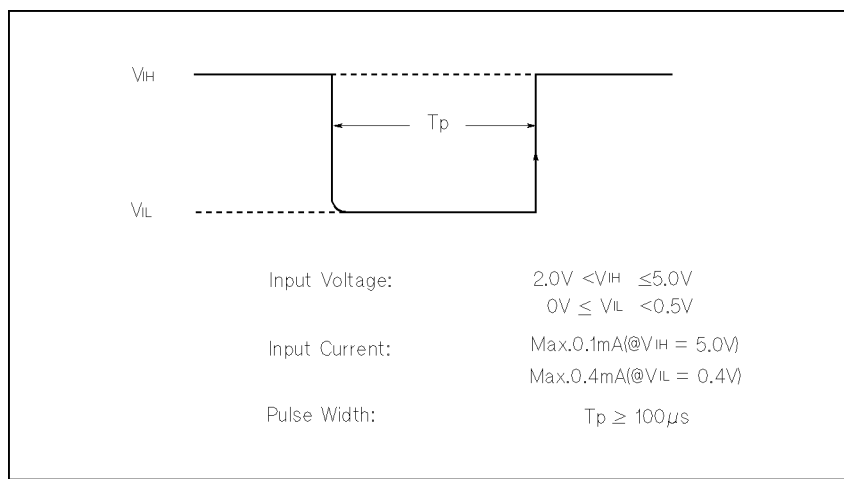 VIH
Tp
VIL
Input Voltage: 2.0V <VIH ≤5.0V
0V ≤ VIL <0.5V
Input Current: Max.0.1mA(@VIH = 5.0V)
Max.0.4mA(@VIL = 0.4V)
Pulse Width: Tp ≥ 100μs